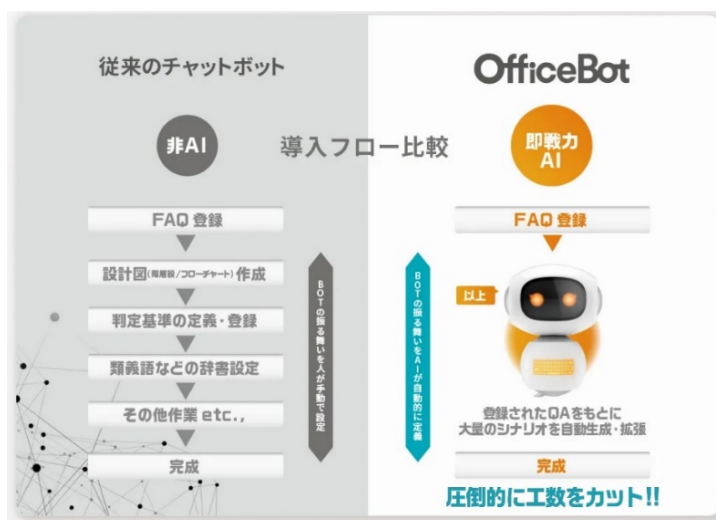 従来のチャットボット
OfficeBot
非AI
導入フロー比較
即戦力
AI
FAQ 登録
設計図(階層設/フローチャート)作成
判定基準の定義・登録
類義語などの辞書設定
その他作業 etc.,
完成
BOTの振る舞いを人が手動で設定
BOTの振る舞いをAIが自動的に定義
FAQ 登録
以上
登録されたQAをもとに
大量のシナリオを自動生成・拡張
完成
圧倒的に工数をカット!!